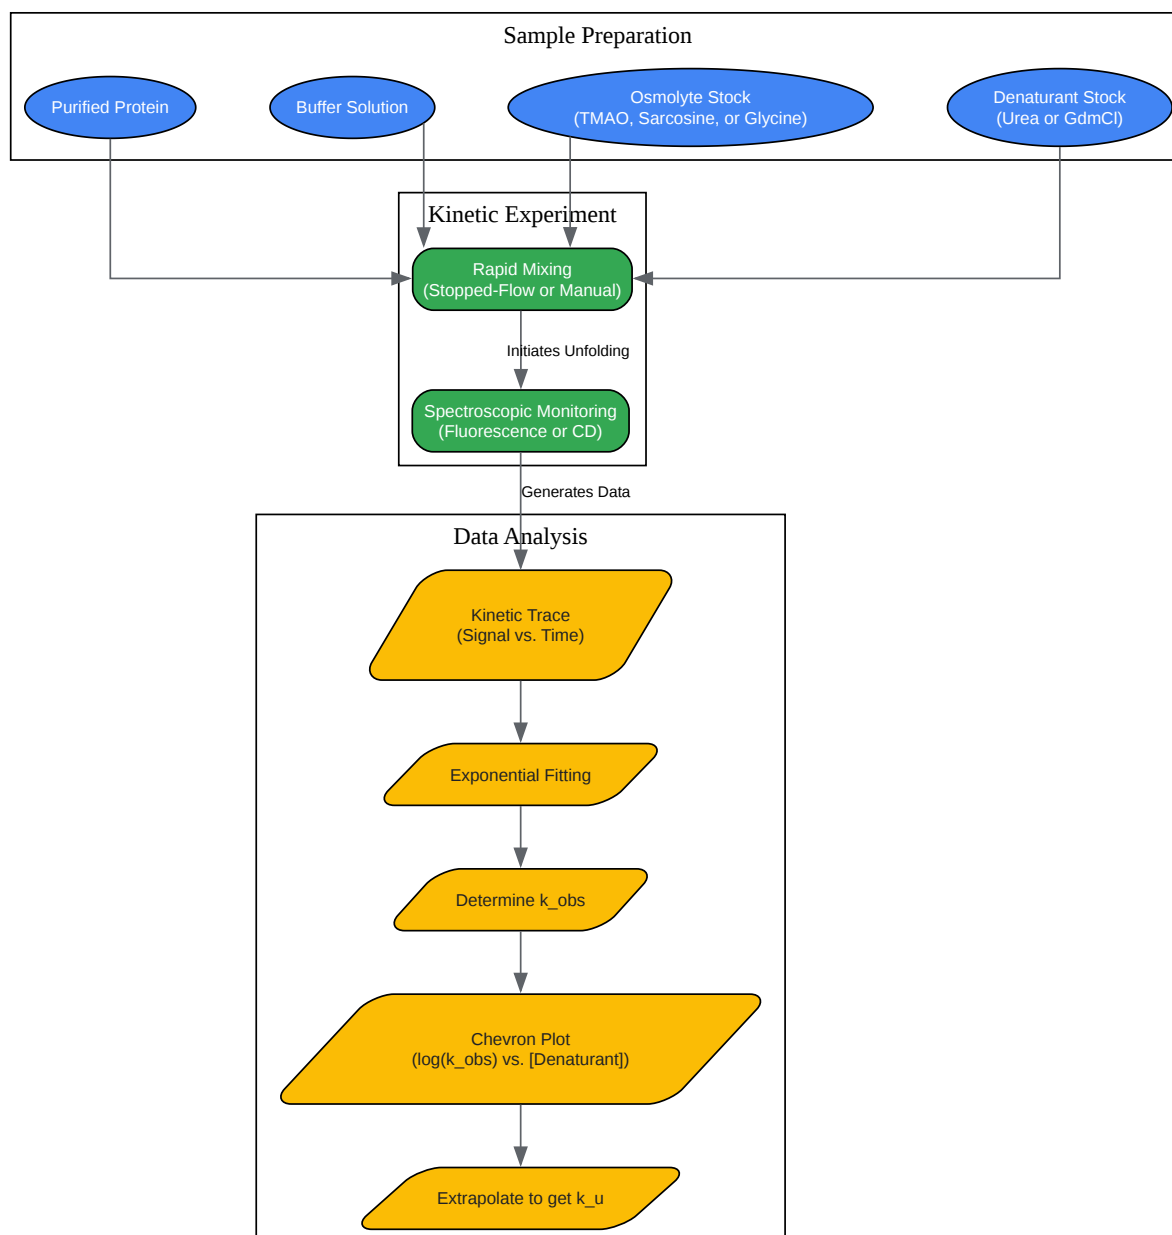 Sample Preparation
Purified Protein
Buffer Solution
Osmolyte Stock
(TMAO, Sarcosine, or Glycine)
Denaturant Stock
(Urea or GdmCl)
Kinetic Experiment
Rapid Mixing
(Stopped-Flow or Manual)
Initiates Unfolding
Spectroscopic Monitoring
(Fluorescence or CD)
Generates Data
Data Analysis
Kinetic Trace
(Signal vs. Time)
Exponential Fitting
Determine k_obs
Chevron Plot
(log(k_obs) vs. [Denaturant])
Extrapolate to get k_u